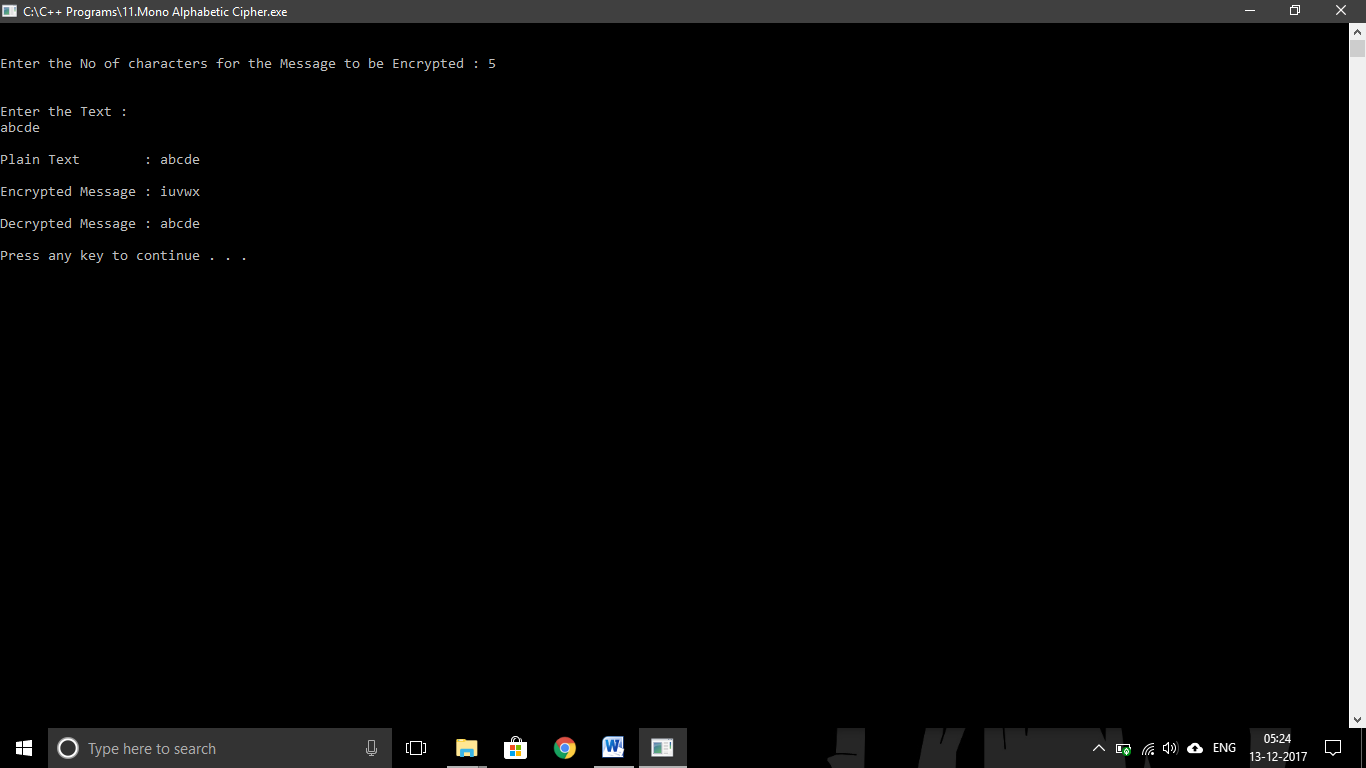 C:\C++ Programs\11.Mono Alphabetic Cipher.exe
Enter the No of characters for the Message to be Encrypted : 5
Enter the Text :
abcde
Plain Text        : abcde
Encrypted Message : iuvwx
Decrypted Message : abcde
Press any key to continue . . .
Type here to search
ENG
05:24
13-12-2017